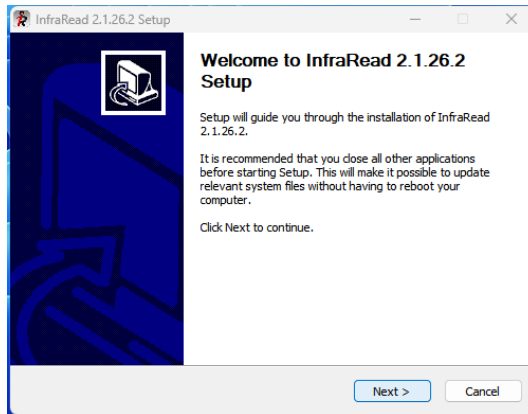 InfraRead 2.1.26.2 Setup
Welcome to InfraRead 2.1.26.2
Setup
Setup will guide you through the installation of InfraRead
2.1.26.2.
It is recommended that you close all other applications
before starting Setup. This will make it possible to update
relevant system files without having to reboot your
computer.
Click Next to continue.
Next >
Cancel